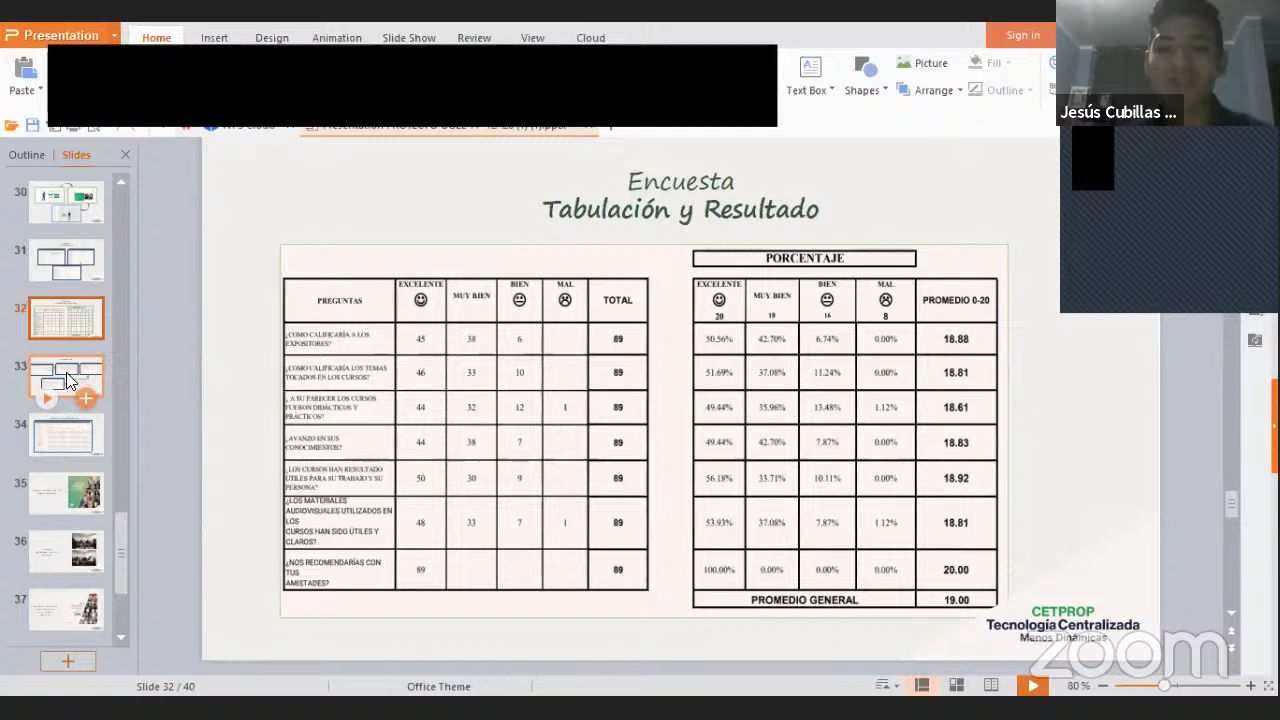 Presentation
Home
Insert
Design
Animation
Slide Show
Review
View
Cloud
Sign in
Paste
Text Box
Shapes
Picture
Arrange
Fill
Outline
Jesús Cubillas ...
Outline
Slides
30
31
32
33
34
35
36
37
Encuesta
Tabulación y Resultado
PORCENTAJE
PREGUNTAS EXCELENTE MUY BIEN BIEN MAL TOTAL
EXCELENTE 20 MUY BIEN 18 BIEN 16 MAL 8 PROMEDIO 0-20
¿COMO CALIFICARÍA A LOS
EXPOSITORES?
45 38 6 89 50.56% 42.70% 6.74% 0.00% 18.88
¿COMO CALIFICARÍA LOS TEMAS
TOCADOS EN LOS CURSOS?
46 33 10 89 51.69% 37.08% 11.24% 0.00% 18.81
¿ A SU PARECER LOS CURSOS
FUERON DIDÁCTICOS Y
PRÁCTICOS?
44 32 12 1 89 49.44% 35.96% 13.48% 1.12% 18.61
¿AVANZO EN SUS
CONOCIMIENTOS?
44 38 7 89 49.44% 42.70% 7.87% 0.00% 18.83
¿LOS CURSOS HAN RESULTADO
ÚTILES PARA SU TRABAJO Y SU
PERSONA?
50 30 9 89 56.18% 33.71% 10.11% 0.00% 18.92
¿LOS MATERIALES
AUDIOVISUALES UTILIZADOS EN
LOS
CURSOS HAN SIDO ÚTILES Y
CLAROS?
48 33 7 1 89 53.93% 37.08% 7.87% 1.12% 18.81
¿NOS RECOMENDARÍAS CON
TUS
AMISTADES?
89 89 100.00% 0.00% 0.00% 0.00% 20.00
PROMEDIO GENERAL 19.00
CETPROP
Tecnología Centralizada
Manos Dinámicas
zoom
Slide 32 / 40
Office Theme
80 %